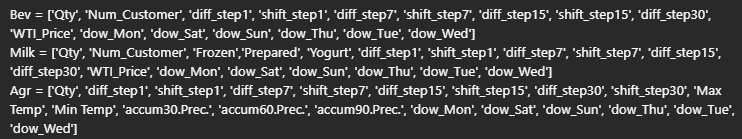 Bev = ['Qty', 'Num_Customer', 'diff_step1', 'shift_step1', 'diff_step7', 'shift_step7', 'diff_step15', 'shift_step15', 'diff_step30',
'WTI_Price', 'dow_Mon', 'dow_Sat', 'dow_Sun', 'dow_Thu', 'dow_Tue', 'dow_Wed']
Milk = ['Qty', 'Num_Customer', 'Frozen','Prepared', 'Yogurt', 'diff_step1', 'shift_step1', 'diff_step7', 'shift_step7', 'diff_step15',
'diff_step30', 'WTI_Price', 'dow_Mon', 'dow_Sat', 'dow_Sun', 'dow_Thu', 'dow_Tue', 'dow_Wed']
Agr = ['Qty', 'diff_step1', 'shift_step1', 'diff_step7', 'shift_step7', 'diff_step15', 'shift_step15', 'diff_step30', 'shift_step30', 'Max
Temp', 'Min Temp', 'accum30.Prec.', 'accum60.Prec.', 'accum90.Prec.', 'dow_Mon', 'dow_Sat', 'dow_Sun', 'dow_Thu', 'dow_Tue',
'dow_Wed']